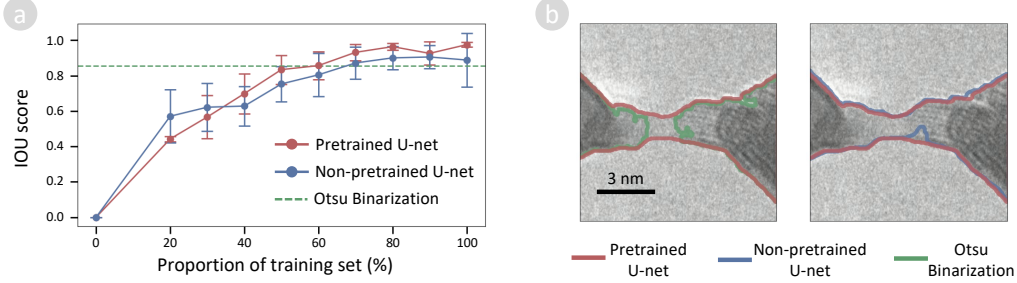 a
IOU score
1.0
0.8
0.6
0.4
0.2
0.0
Pretrained U-net
Non-pretrained U-net
Otsu Binarization
0
20
40
60
80
100
Proportion of training set (%)
b
3 nm
Pretrained
U-net
Non-pretrained
U-net
Otsu
Binarization